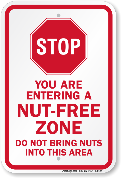 STOP
YOU ARE
ENTERING A
NUT-FREE
ZONE
DO NOT BRING NUTS
INTO THIS AREA